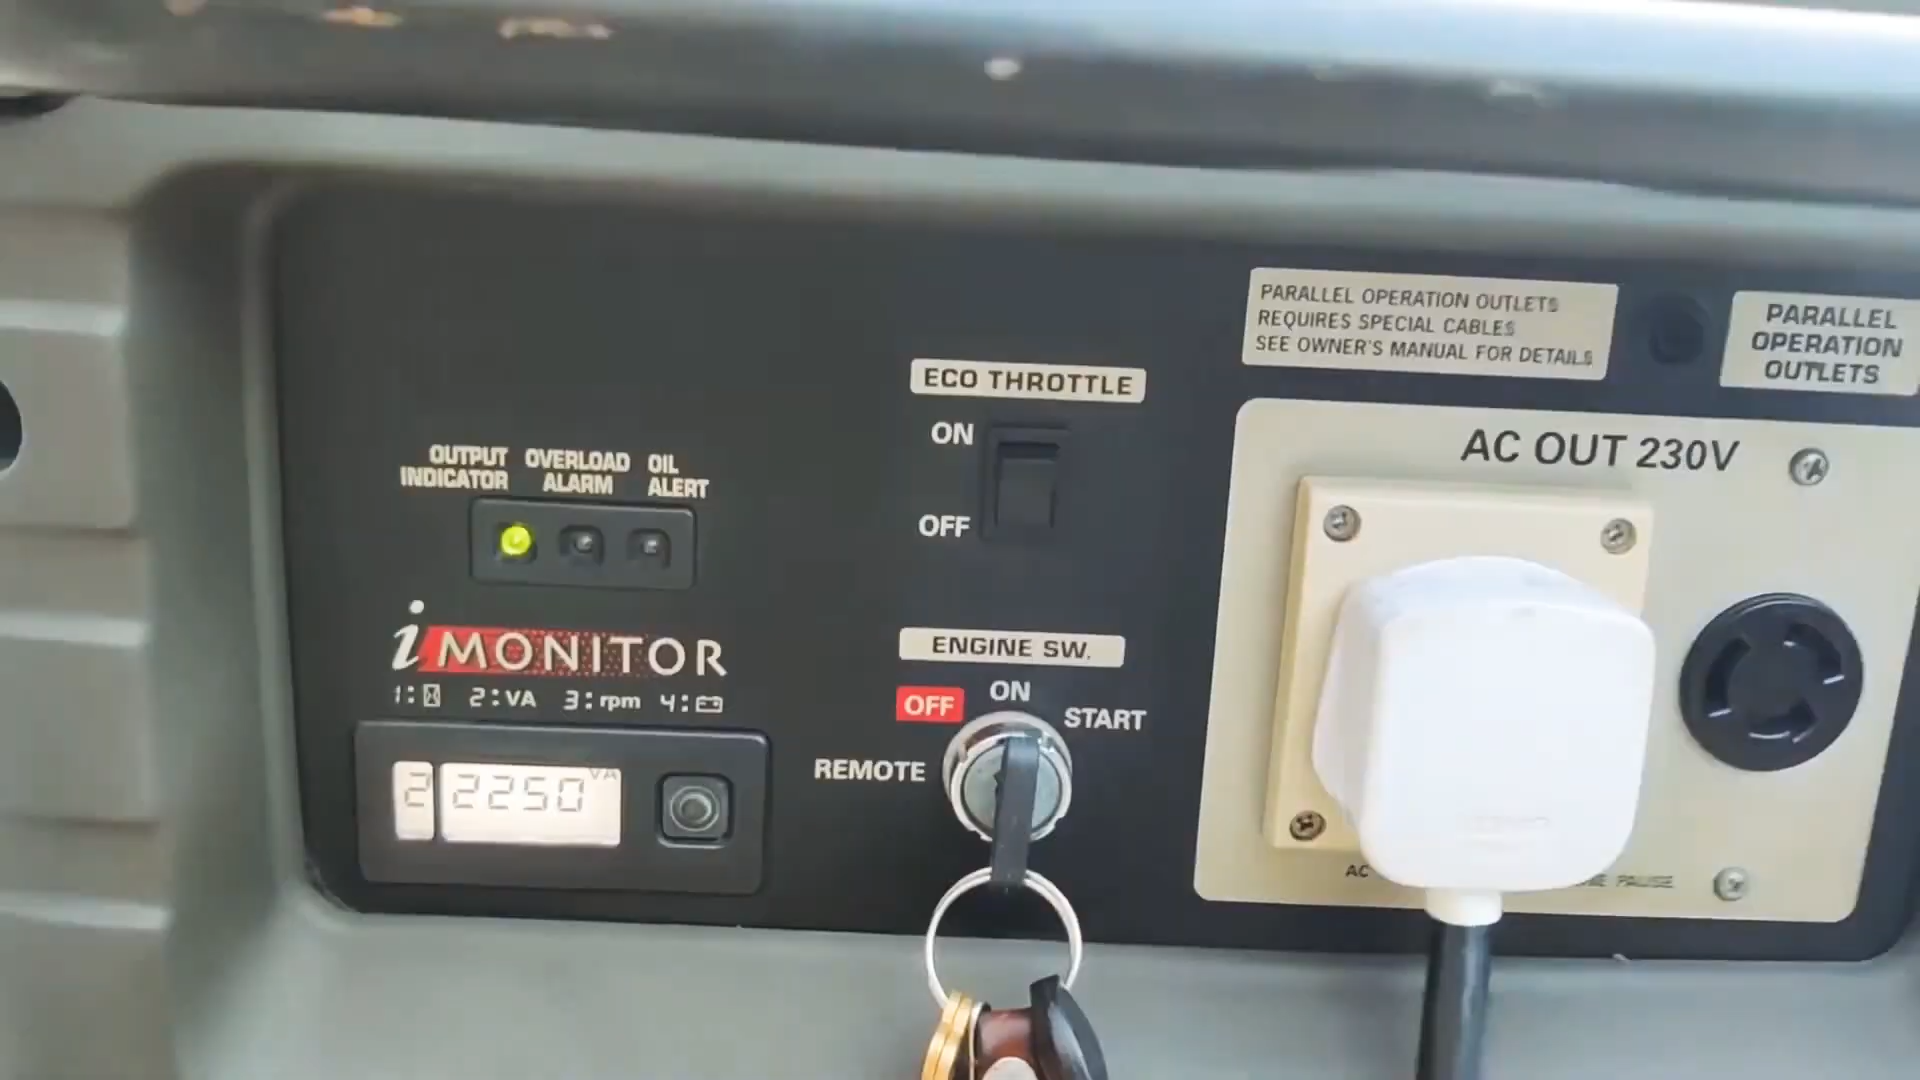 OUTPUT INDICATOR
OVERLOAD ALARM
OIL ALERT
i MONITOR
1: 2:VA 3:rpm 4:
2 2250 VA
ECO THROTTLE
ON
OFF
ENGINE SW.
OFF
ON
START
REMOTE
PARALLEL OPERATION OUTLETS
REQUIRES SPECIAL CABLES
SEE OWNER'S MANUAL FOR DETAILS
PARALLEL
OPERATION
OUTLETS
AC OUT 230V
AC
PAUSE